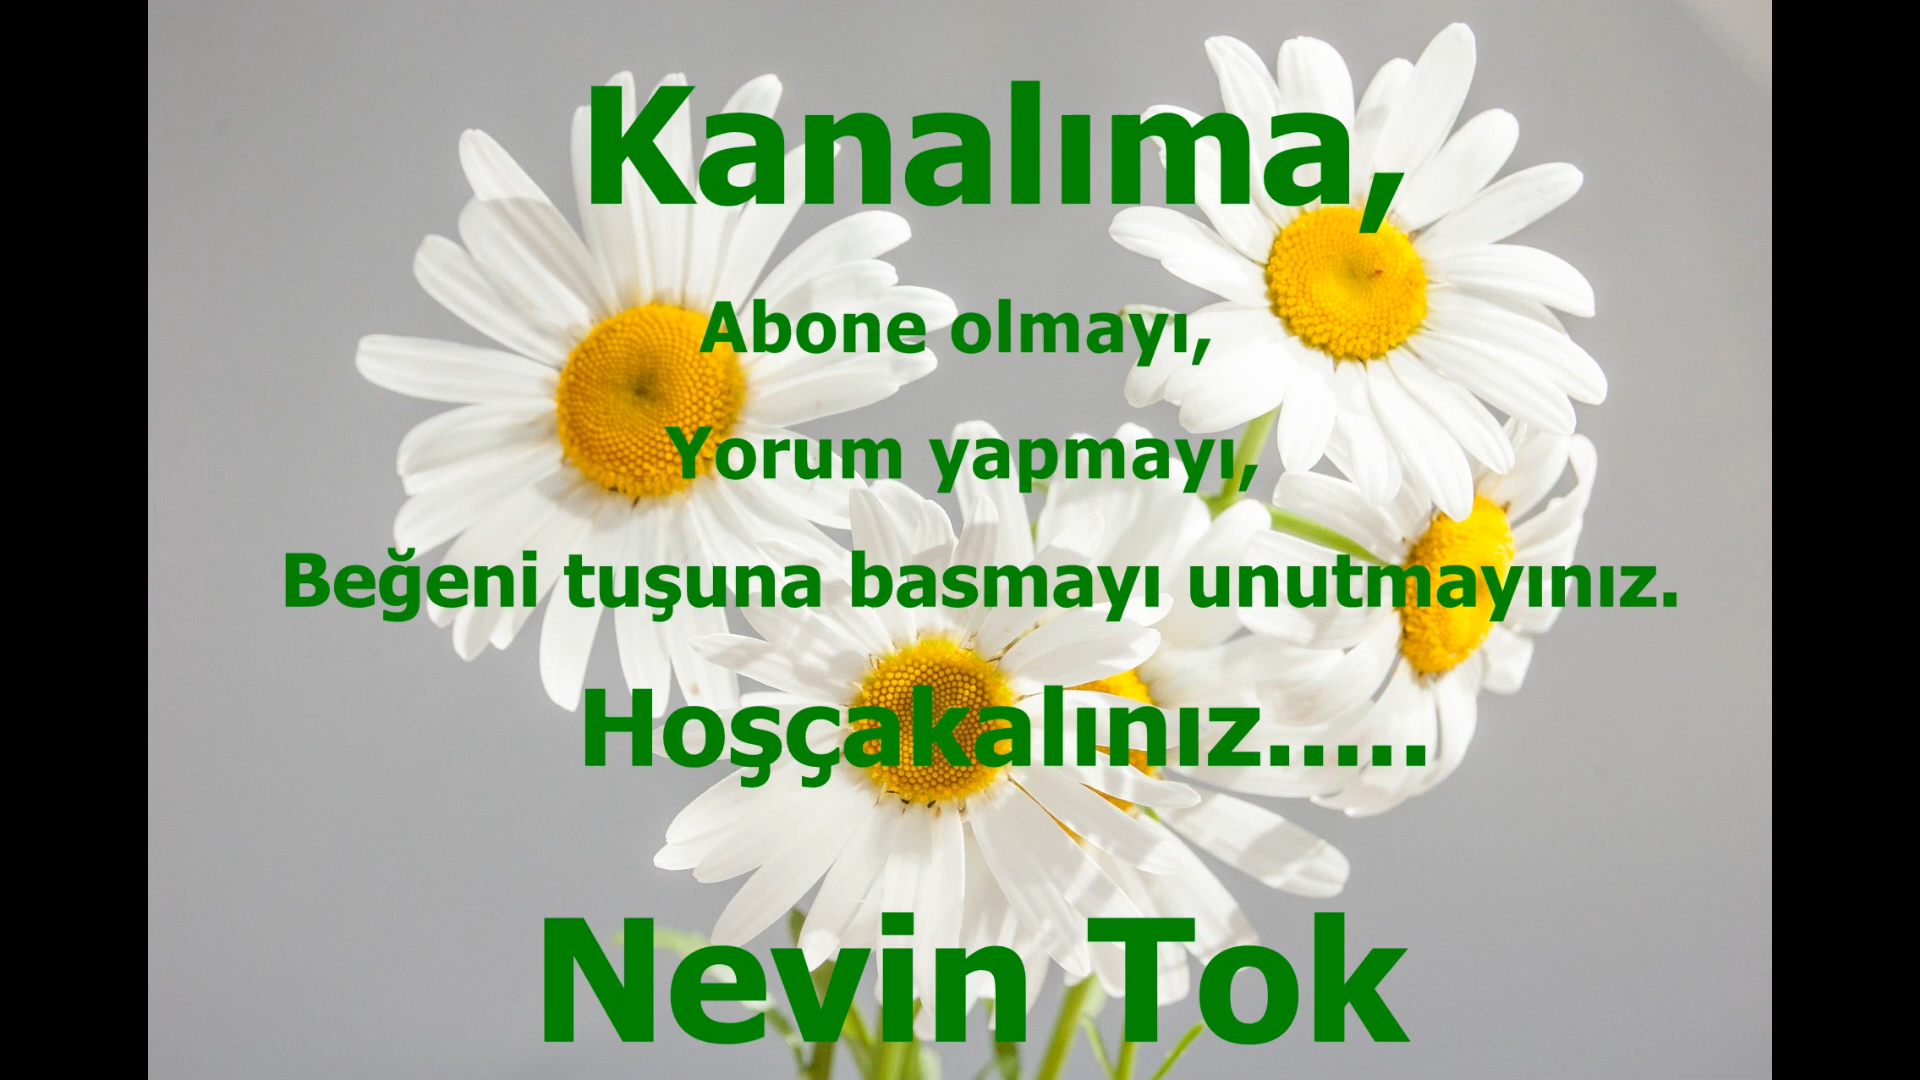 Kanalıma,
Abone olmayı,
Yorum yapmayı,
Beğeni tuşuna basmayı unutmayınız.
Hoşçakalınız.....
Nevin Tok